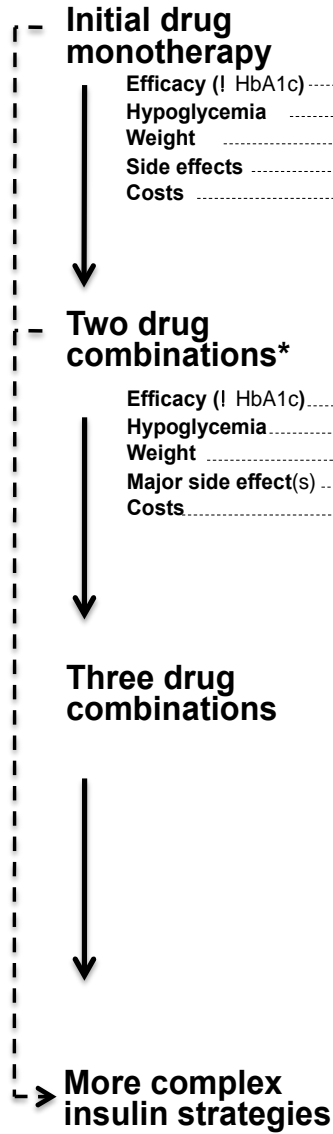 Initial drug
monotherapy
Efficacy (! HbA1c)
Hypoglycemia
Weight
Side effects
Costs
Two drug
combinations*
Efficacy (! HbA1c)
Hypoglycemia
Weight
Major side effect(s)
Costs
Three drug
combinations
More complex
insulin strategies